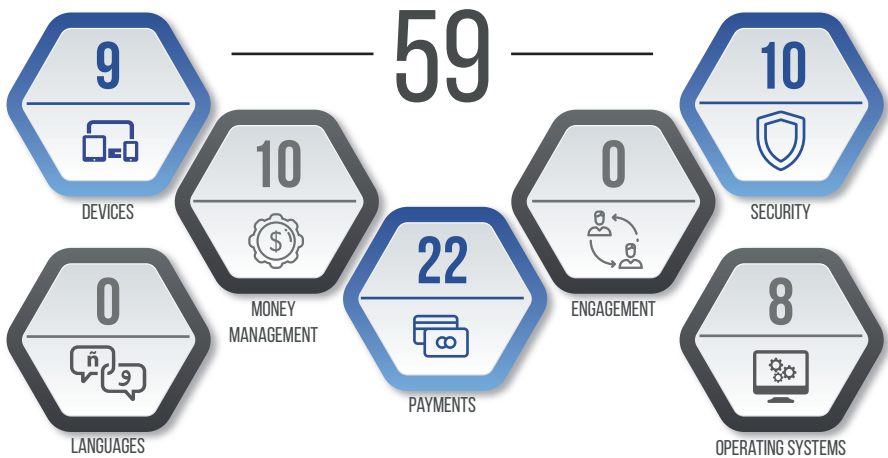 59
9
DEVICES
10
MONEY
MANAGEMENT
22
PAYMENTS
0
ENGAGEMENT
10
SECURITY
0
ñ
و
LANGUAGES
8
OPERATING SYSTEMS